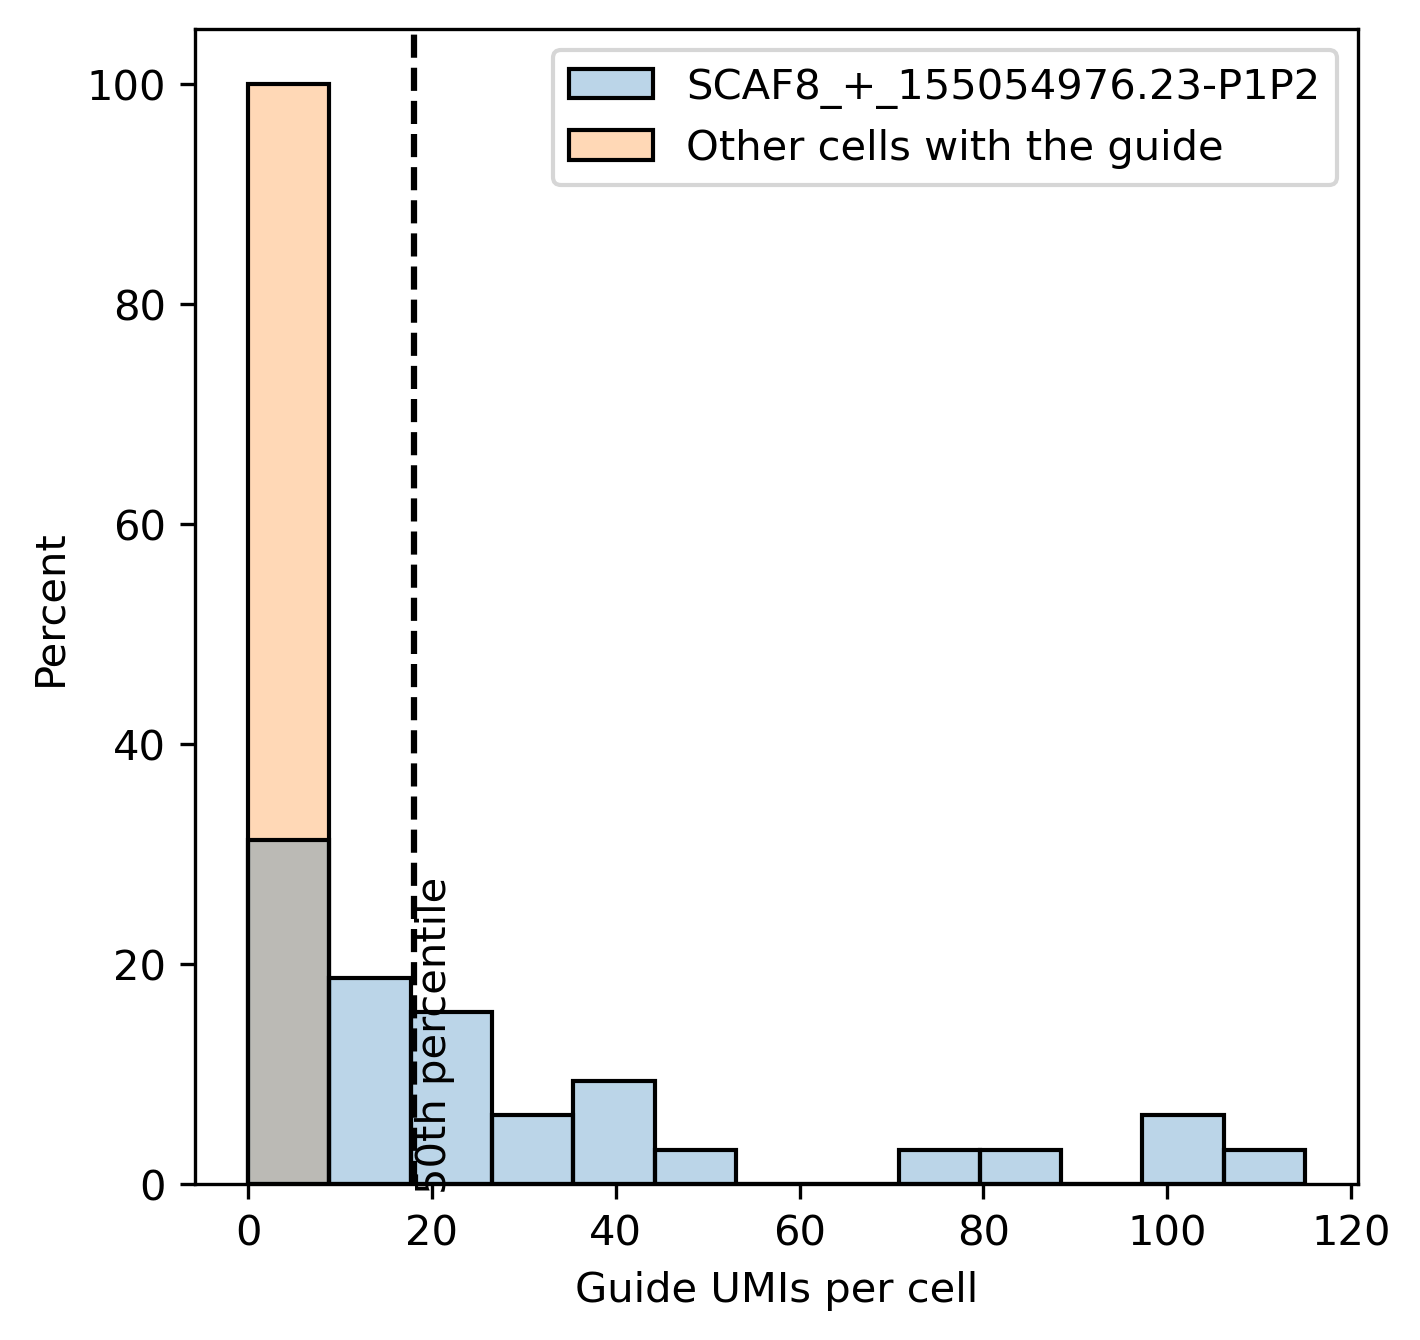 SCAF8_+_155054976.23-P1P2
Other cells with the guide
100
80
60
40
20
0
Percent
50th percentile
0 20 40 60 80 100 120
Guide UMIs per cell